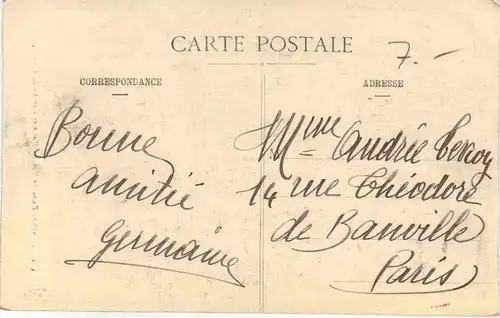 CARTE POSTALE
7.-
CORRESPONDANCE
ADRESSE
Bonne
amitié
Germaine
Mme Andrée
14 rue Théodore
de Banville
Paris